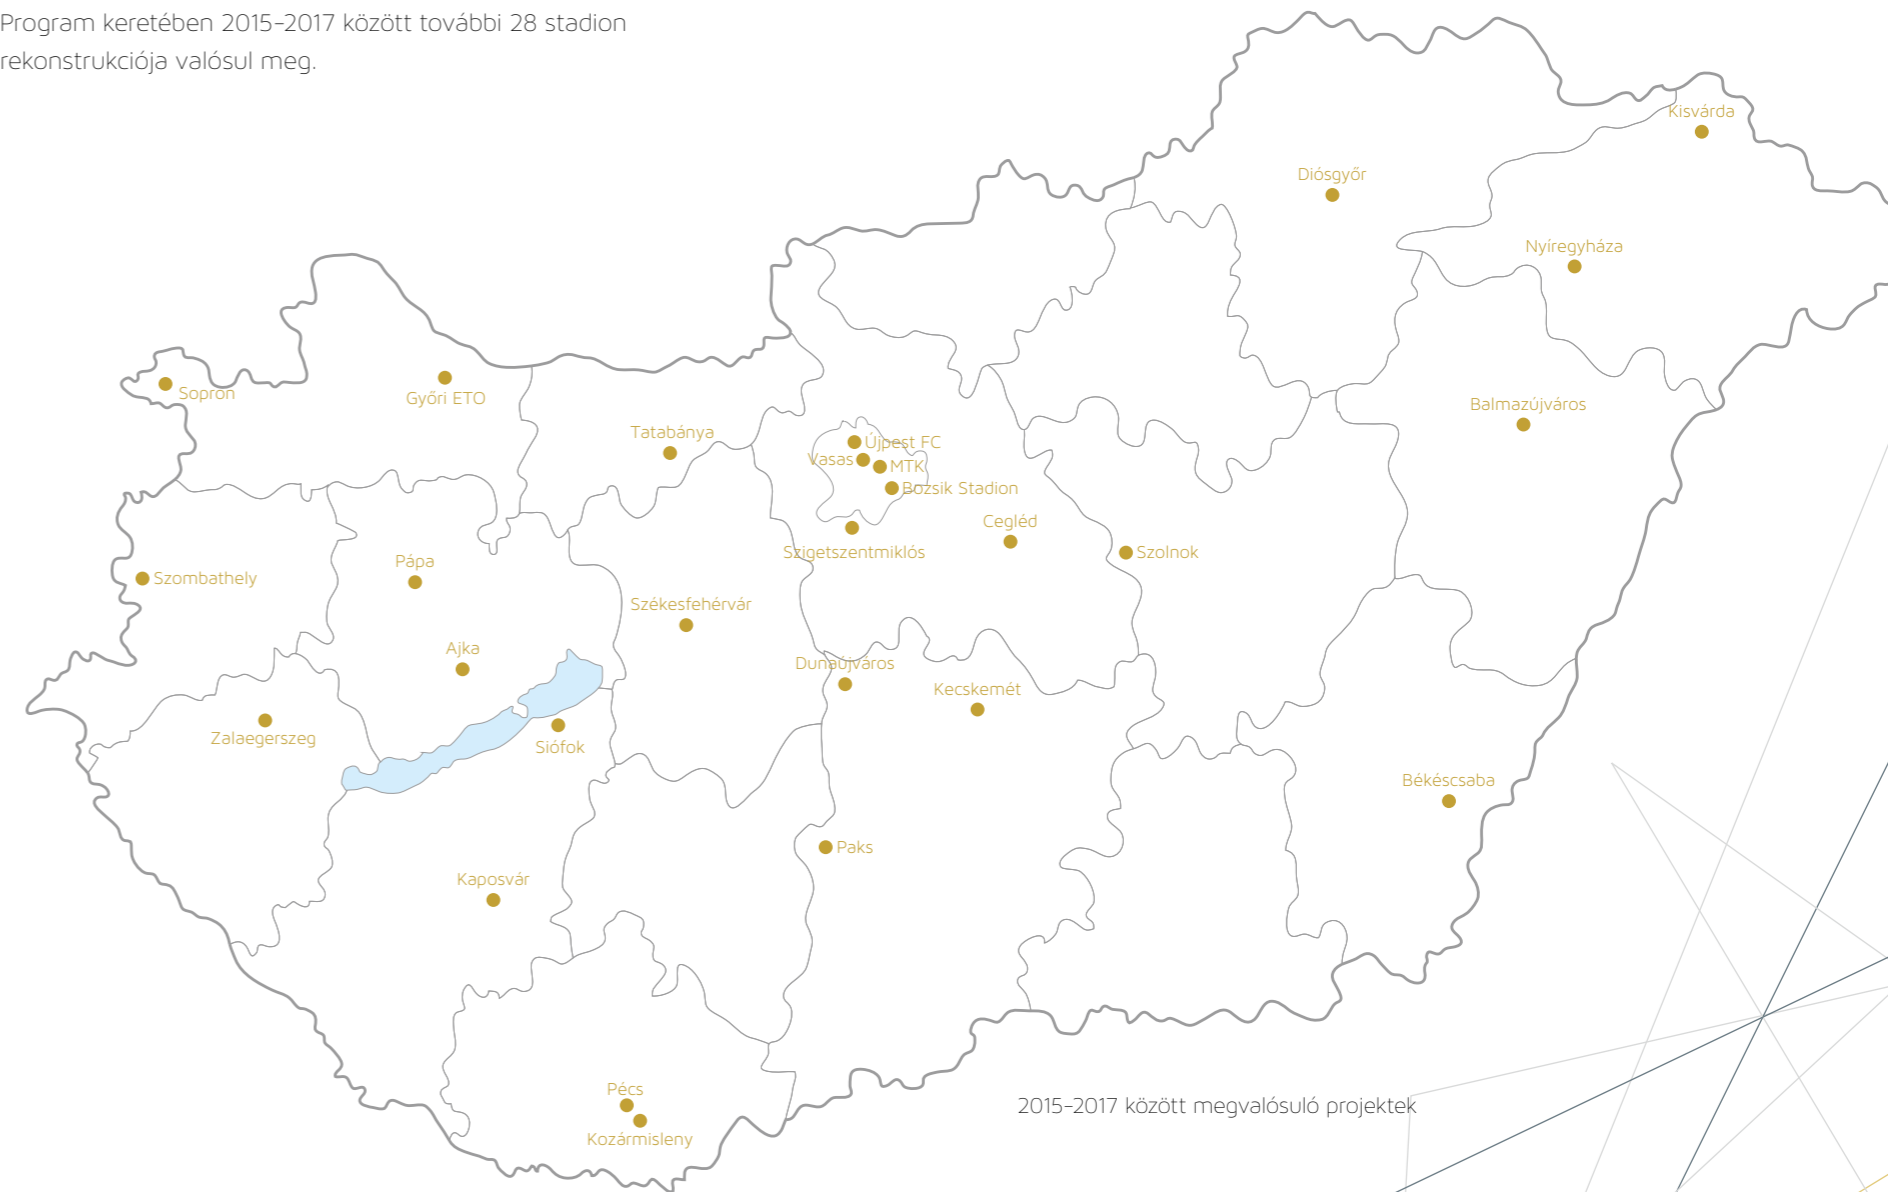 Program keretében 2015–2017 között további 28 stadion
rekonstrukciója valósul meg.
Kisvárda
Diósgyőr
Nyíregyháza
Sopron
Győri ETO
Balmazújváros
Tatabánya
Újpest FC
Vasas
MTK
Bozsik Stadion
Cegléd
Szigetszentmiklós
Szolnok
Pápa
Szombathely
Székesfehérvár
Ajka
Dunaújváros
Kecskemét
Zalaegerszeg
Siófok
Békéscsaba
Paks
Kaposvár
Pécs
Kozármisleny
2015–2017 között megvalósuló projektek